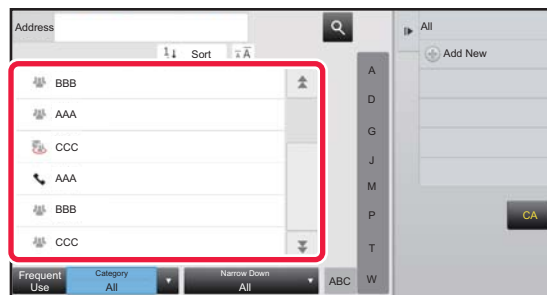 Address
All
Sort
Add New
BBB
AAA
CCC
AAA
BBB
CCC
A
D
G
J
M
P
T
W
CA
Frequent Use
Category All
Narrow Down All
ABC